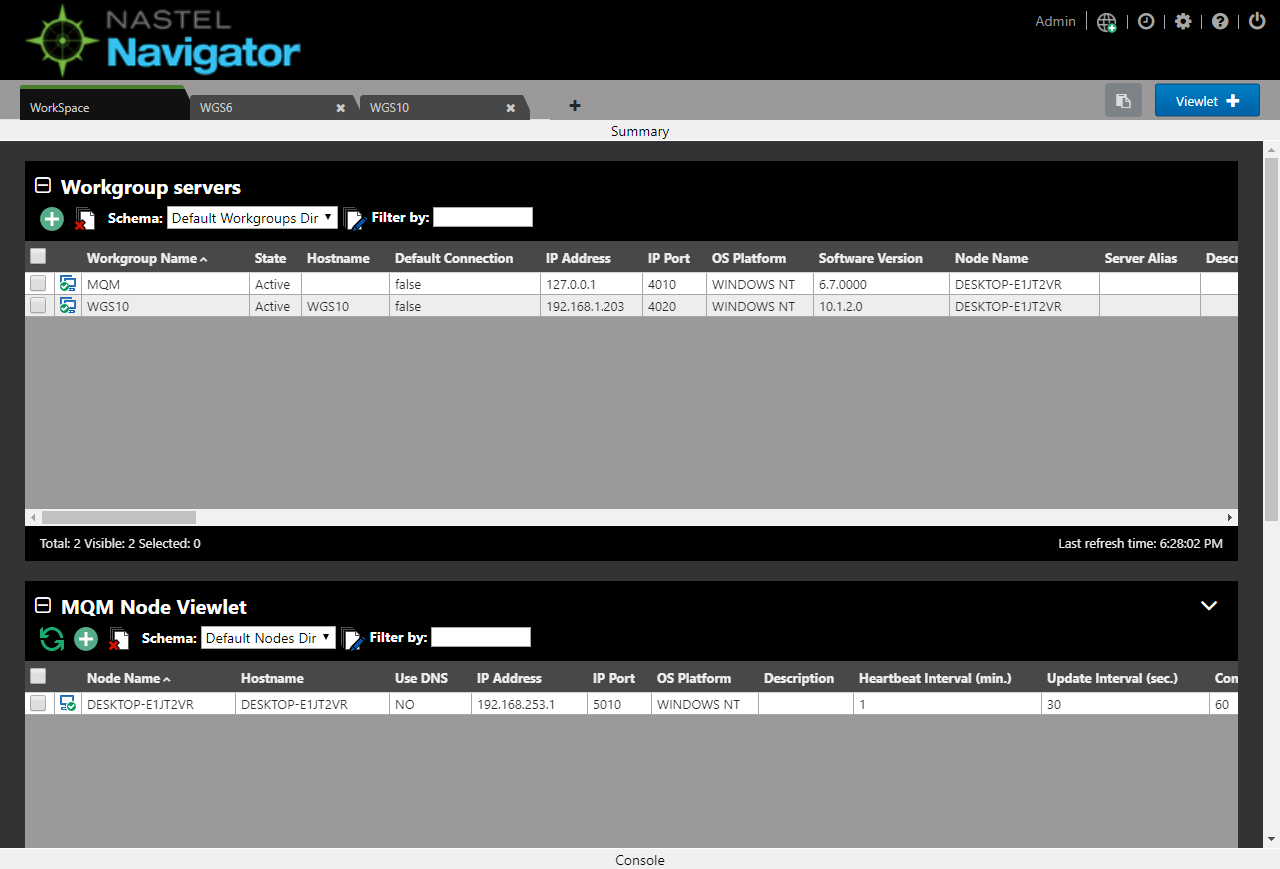 NASTEL
Navigator
Admin
WorkSpace WGS6 WGS10 Viewlet
Summary
Workgroup servers
Schema: Default Workgroups Dir Filter by:
Workgroup Name State Hostname Default Connection IP Address IP Port OS Platform Software Version Node Name Server Alias Descr
MQM Active false 127.0.0.1 4010 WINDOWS NT 6.7.0000 DESKTOP-E1JT2VR
WGS10 Active WGS10 false 192.168.1.203 4020 WINDOWS NT 10.1.2.0 DESKTOP-E1JT2VR
Total: 2 Visible: 2 Selected: 0 Last refresh time: 6:28:02 PM
MQM Node Viewlet
Schema: Default Nodes Dir Filter by:
Node Name Hostname Use DNS IP Address IP Port OS Platform Description Heartbeat Interval (min.) Update Interval (sec.) Con
DESKTOP-E1JT2VR DESKTOP-E1JT2VR NO 192.168.253.1 5010 WINDOWS NT 1 30 60
Console